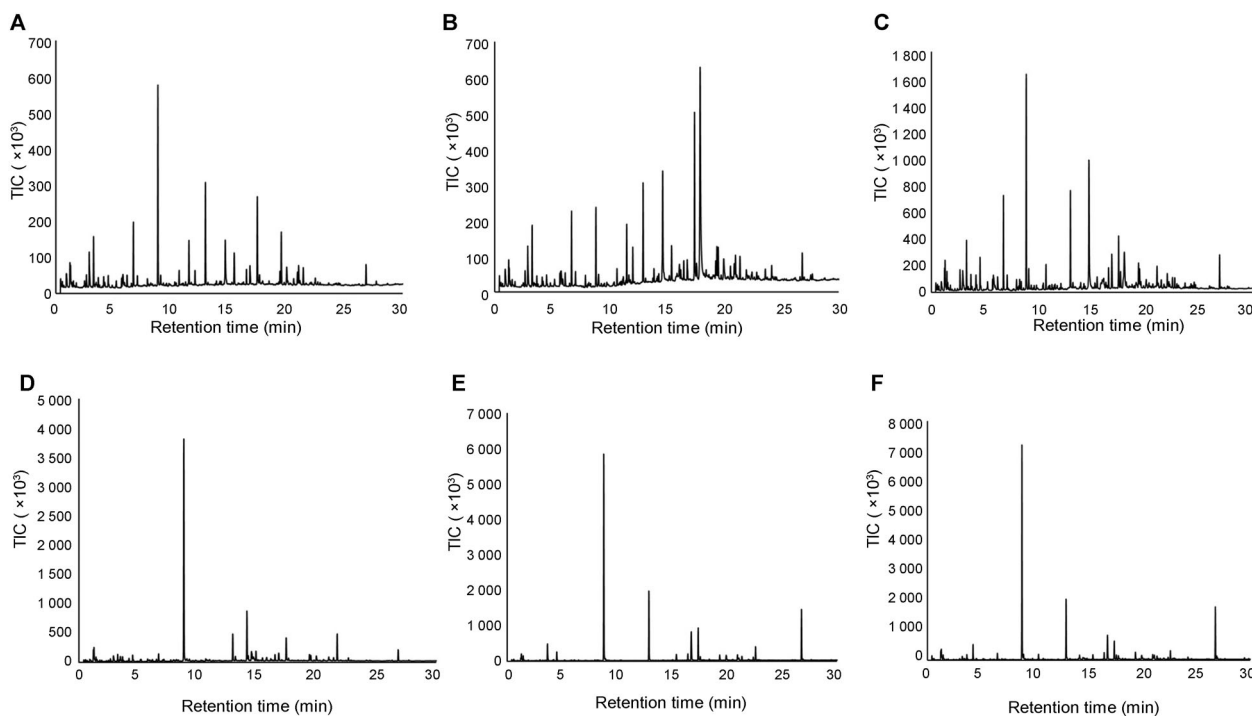 A
700
600
500
400
300
200
100
0
TIC ( ×10³)
0 5 10 15 20 25 30
Retention time (min)
B
700
600
500
400
300
200
100
0
TIC ( ×10³)
0 5 10 15 20 25 30
Retention time (min)
C
1 800
1 600
1 400
1 200
1 000
800
600
400
200
0
TIC ( ×10³)
0 5 10 15 20 25 30
Retention time (min)
D
5 000
4 500
4 000
3 500
3 000
2 500
2 000
1 500
1 000
500
0
TIC ( ×10³)
0 5 10 15 20 25 30
Retention time (min)
E
7 000
6 000
5 000
4 000
3 000
2 000
1 000
0
TIC ( ×10³)
0 5 10 15 20 25 30
Retention time (min)
F
8 000
7 000
6 000
5 000
4 000
3 000
2 000
1 000
0
TIC ( ×10³)
0 5 10 15 20 25 30
Retention time (min)